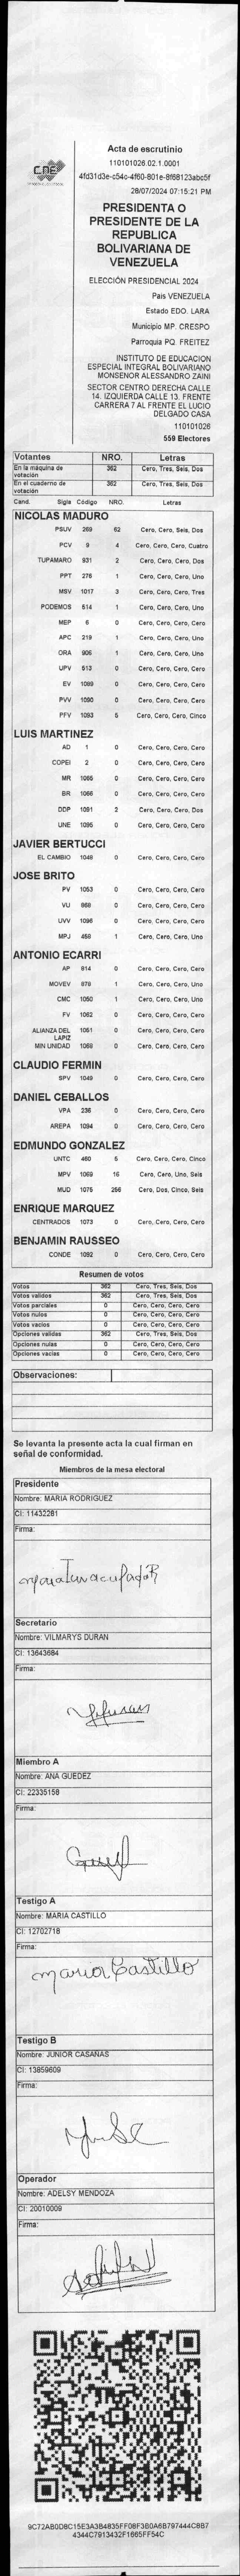 CNE
Acta de escrutinio
110101026.02.1.0001
4fd31d3e-c54c-4f60-801e-8f68123abc5f
28/07/2024 07:15:21 PM
PRESIDENTA O
PRESIDENTE DE LA
REPUBLICA
BOLIVARIANA DE
VENEZUELA
ELECCIÓN PRESIDENCIAL 2024
Pais VENEZUELA
Estado EDO. LARA
Municipio MP. CRESPO
Parroquia PQ. FREITEZ
INSTITUTO DE EDUCACION
ESPECIAL INTEGRAL BOLIVARIANO
MONSENOR ALESSANDRO ZAINI
SECTOR CENTRO DERECHA CALLE
14. IZQUIERDA CALLE 13. FRENTE
CARRERA 7 AL FRENTE EL LUCIO
DELGADO CASA
110101026
559 Electores
Votantes NRO. Letras
En la máquina de votación 362 Cero, Tres, Seis, Dos
En el cuaderno de votación 362 Cero, Tres, Seis, Dos
Cand. Sigla Código NRO. Letras
NICOLAS MADURO
PSUV 269 62 Cero, Cero, Seis, Dos
PCV 9 4 Cero, Cero, Cero, Cuatro
TUPAMARO 931 2 Cero, Cero, Cero, Dos
PPT 276 1 Cero, Cero, Cero, Uno
MSV 1017 3 Cero, Cero, Cero, Tres
PODEMOS 514 1 Cero, Cero, Cero, Uno
MEP 6 0 Cero, Cero, Cero, Cero
APC 219 1 Cero, Cero, Cero, Uno
ORA 906 1 Cero, Cero, Cero, Uno
UPV 513 0 Cero, Cero, Cero, Cero
EV 1089 0 Cero, Cero, Cero, Cero
PVV 1090 0 Cero, Cero, Cero, Cero
PFV 1093 5 Cero, Cero, Cero, Cinco
LUIS MARTINEZ
AD 1 0 Cero, Cero, Cero, Cero
COPEI 2 0 Cero, Cero, Cero, Cero
MR 1065 0 Cero, Cero, Cero, Cero
BR 1066 0 Cero, Cero, Cero, Cero
DDP 1091 2 Cero, Cero, Cero, Dos
UNE 1095 0 Cero, Cero, Cero, Cero
JAVIER BERTUCCI
EL CAMBIO 1048 0 Cero, Cero, Cero, Cero
JOSE BRITO
PV 1053 0 Cero, Cero, Cero, Cero
VU 868 0 Cero, Cero, Cero, Cero
UVV 1096 0 Cero, Cero, Cero, Cero
MPJ 458 1 Cero, Cero, Cero, Uno
ANTONIO ECARRI
AP 814 0 Cero, Cero, Cero, Cero
MOVEV 878 1 Cero, Cero, Cero, Uno
CMC 1050 1 Cero, Cero, Cero, Uno
FV 1052 0 Cero, Cero, Cero, Cero
ALIANZA DEL LAPIZ 1051 0 Cero, Cero, Cero, Cero
MIN UNIDAD 1068 0 Cero, Cero, Cero, Cero
CLAUDIO FERMIN
SPV 1049 0 Cero, Cero, Cero, Cero
DANIEL CEBALLOS
VPA 236 0 Cero, Cero, Cero, Cero
AREPA 1094 0 Cero, Cero, Cero, Cero
EDMUNDO GONZALEZ
UNTC 460 5 Cero, Cero, Cero, Cinco
MPV 1069 16 Cero, Cero, Uno, Seis
MUD 1075 256 Cero, Dos, Cinco, Seis
ENRIQUE MARQUEZ
CENTRADOS 1073 0 Cero, Cero, Cero, Cero
BENJAMIN RAUSSEO
CONDE 1092 0 Cero, Cero, Cero, Cero
Resumen de votos
Votos 362 Cero, Tres, Seis, Dos
Votos validos 362 Cero, Tres, Seis, Dos
Votos parciales 0 Cero, Cero, Cero, Cero
Votos nulos 0 Cero, Cero, Cero, Cero
Votos vacios 0 Cero, Cero, Cero, Cero
Opciones validas 362 Cero, Tres, Seis, Dos
Opciones nulas 0 Cero, Cero, Cero, Cero
Opciones vacias 0 Cero, Cero, Cero, Cero
Observaciones:
Se levanta la presente acta la cual firman en
señal de conformidad.
Miembros de la mesa electoral
Presidente
Nombre: MARIA RODRIGUEZ
CI: 11432281
Firma:
Secretario
Nombre: VILMARYS DURAN
CI: 13643684
Firma:
Miembro A
Nombre: ANA GUEDEZ
CI: 22335158
Firma:
Testigo A
Nombre: MARIA CASTILLO
CI: 12702718
Firma:
Maria Castillo
Testigo B
Nombre: JUNIOR CASAÑAS
CI: 13859609
Firma:
Operador
Nombre: ADELSY MENDOZA
CI: 20010009
Firma:
9C72AB0D8C15E3A3B4835FF08F3B0A6B797444C8B7
4344C7913432F1665FF54C